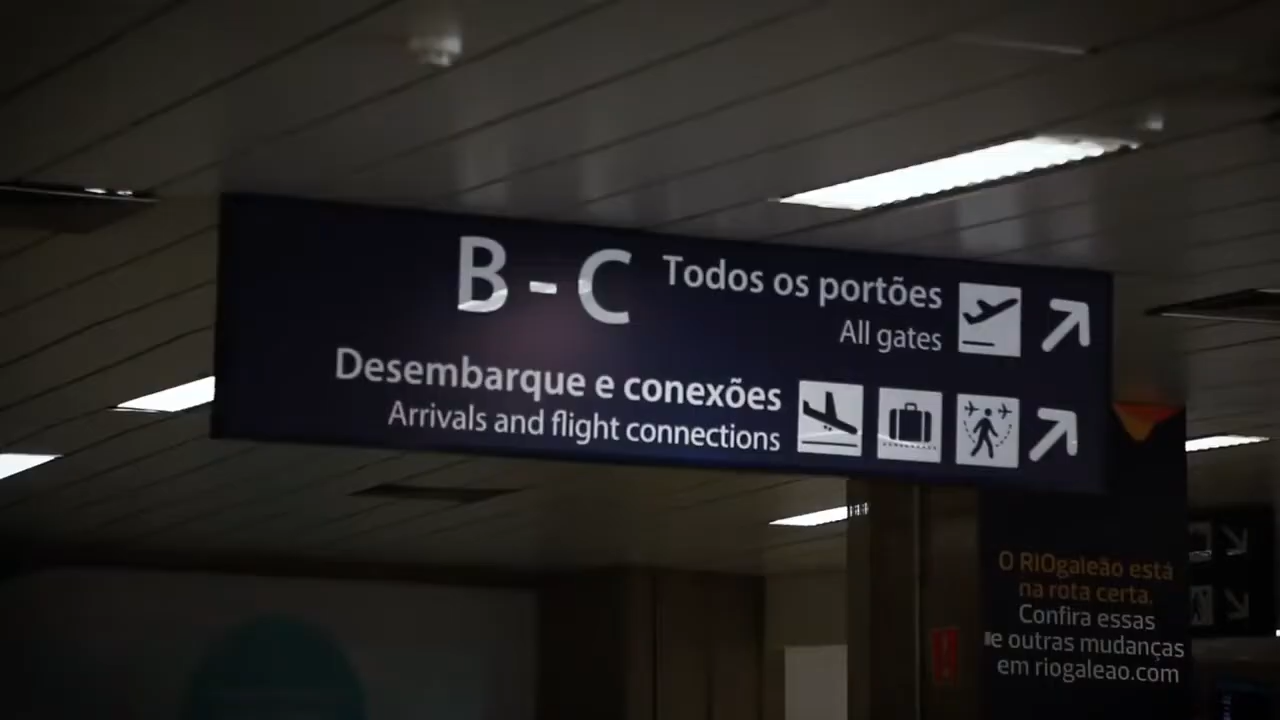 B - C
Todos os portões
All gates
Desembarque e conexões
Arrivals and flight connections
O RIOgaleão está
na rota certa.
Confira essas
e outras mudanças
em riogaleao.com